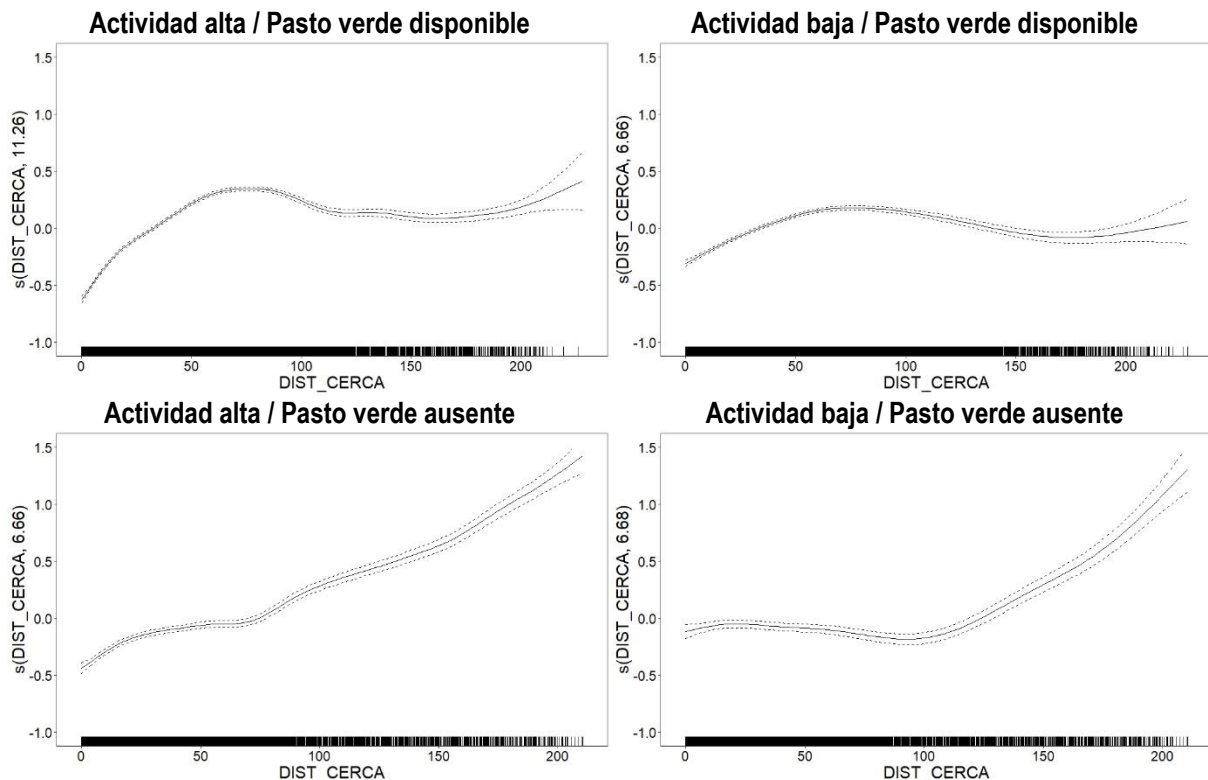 Actividad alta / Pasto verde disponible
1.5
1.0
0.5
0.0
-0.5
-1.0
s(DIST_CERCA, 11.26)
0 50 100 150 200
DIST_CERCA
Actividad baja / Pasto verde disponible
1.5
1.0
0.5
0.0
-0.5
-1.0
s(DIST_CERCA, 6.66)
0 50 100 150 200
DIST_CERCA
Actividad alta / Pasto verde ausente
1.5
1.0
0.5
0.0
-0.5
-1.0
s(DIST_CERCA, 6.66)
0 50 100 150 200
DIST_CERCA
Actividad baja / Pasto verde ausente
1.5
1.0
0.5
0.0
-0.5
-1.0
s(DIST_CERCA, 6.68)
0 50 100 150 200
DIST_CERCA